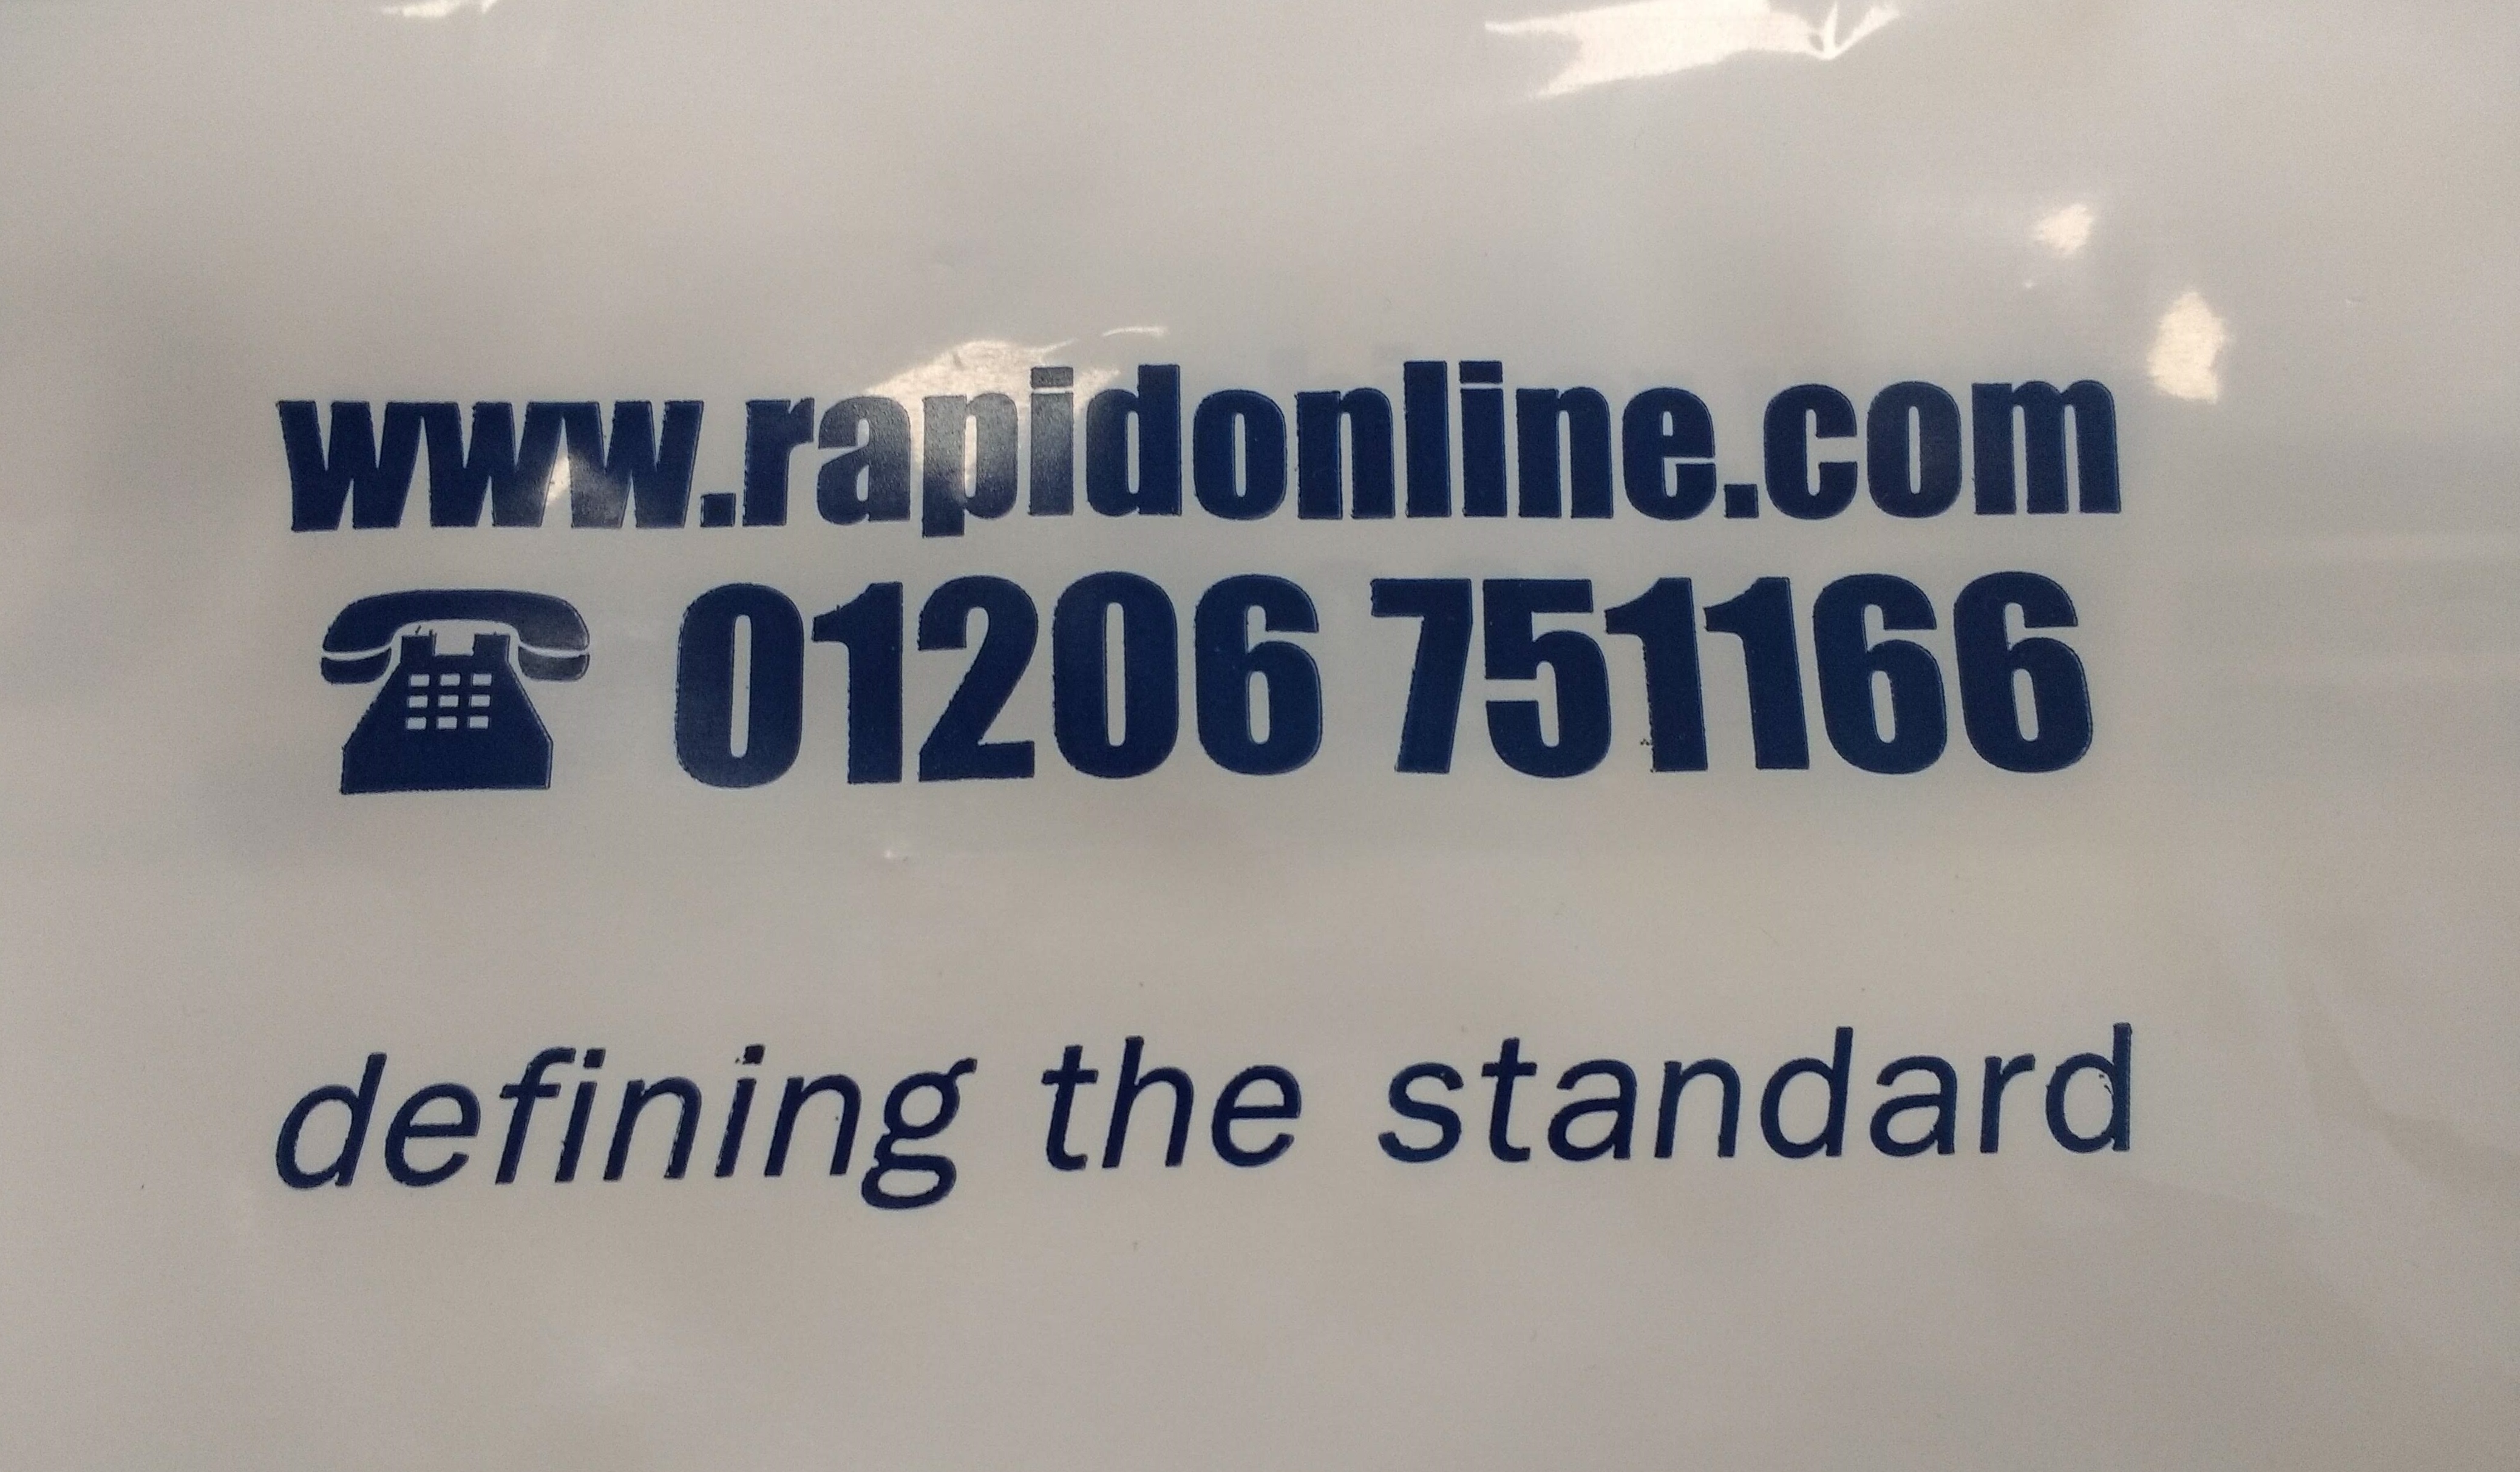 www.rapidonline.com
☎ 01206 751166
defining the standard